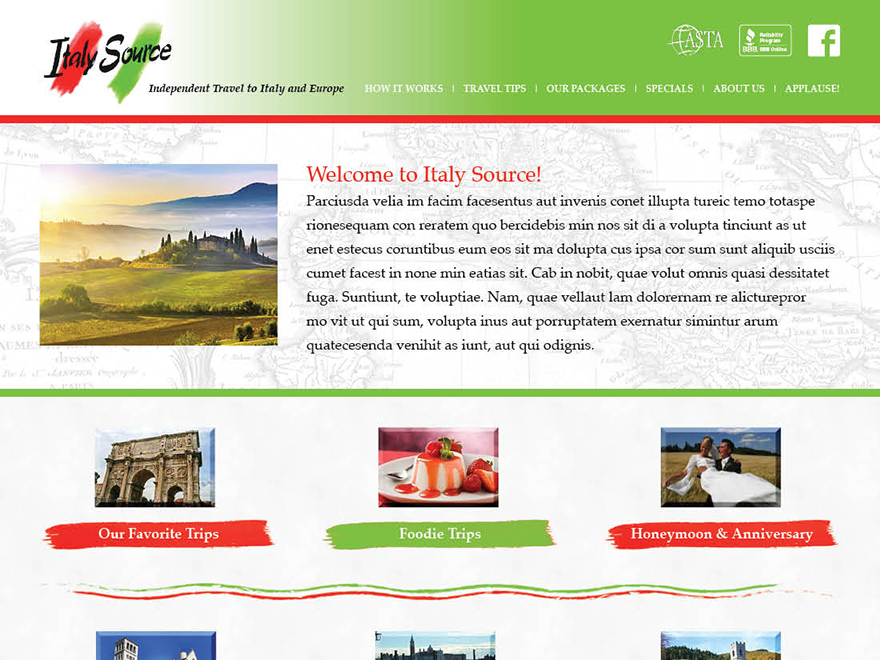 Italy Source
Independent Travel to Italy and Europe
ASTA
BBB
Reliability
Program
BBB Online
f
HOW IT WORKS | TRAVEL TIPS | OUR PACKAGES | SPECIALS | ABOUT US | APPLAUSE!
TOSCANE
Welcome to Italy Source!
Parciusda velia im facim facesentus aut invenis conet illupta tureic temo totaspe
rionesequam con reratem quo bercidebis min nos sit di a volupta tinciunt as ut
enet estecus coruntibus eum eos sit ma dolupta cus ipsa cor sum sunt aliquib usciis
cumet facest in none min eatias sit. Cab in nobit, quae volut omnis quasi dessitatet
fuga. Suntiunt, te voluptiae. Nam, quae vellaut lam dolorernam re alicturepror
mo vit ut qui sum, volupta inus aut porruptatem exernatur simintur arum
quatecesenda venihit as iunt, aut qui odignis.
Our Favorite Trips
Foodie Trips
Honeymoon & Anniversary